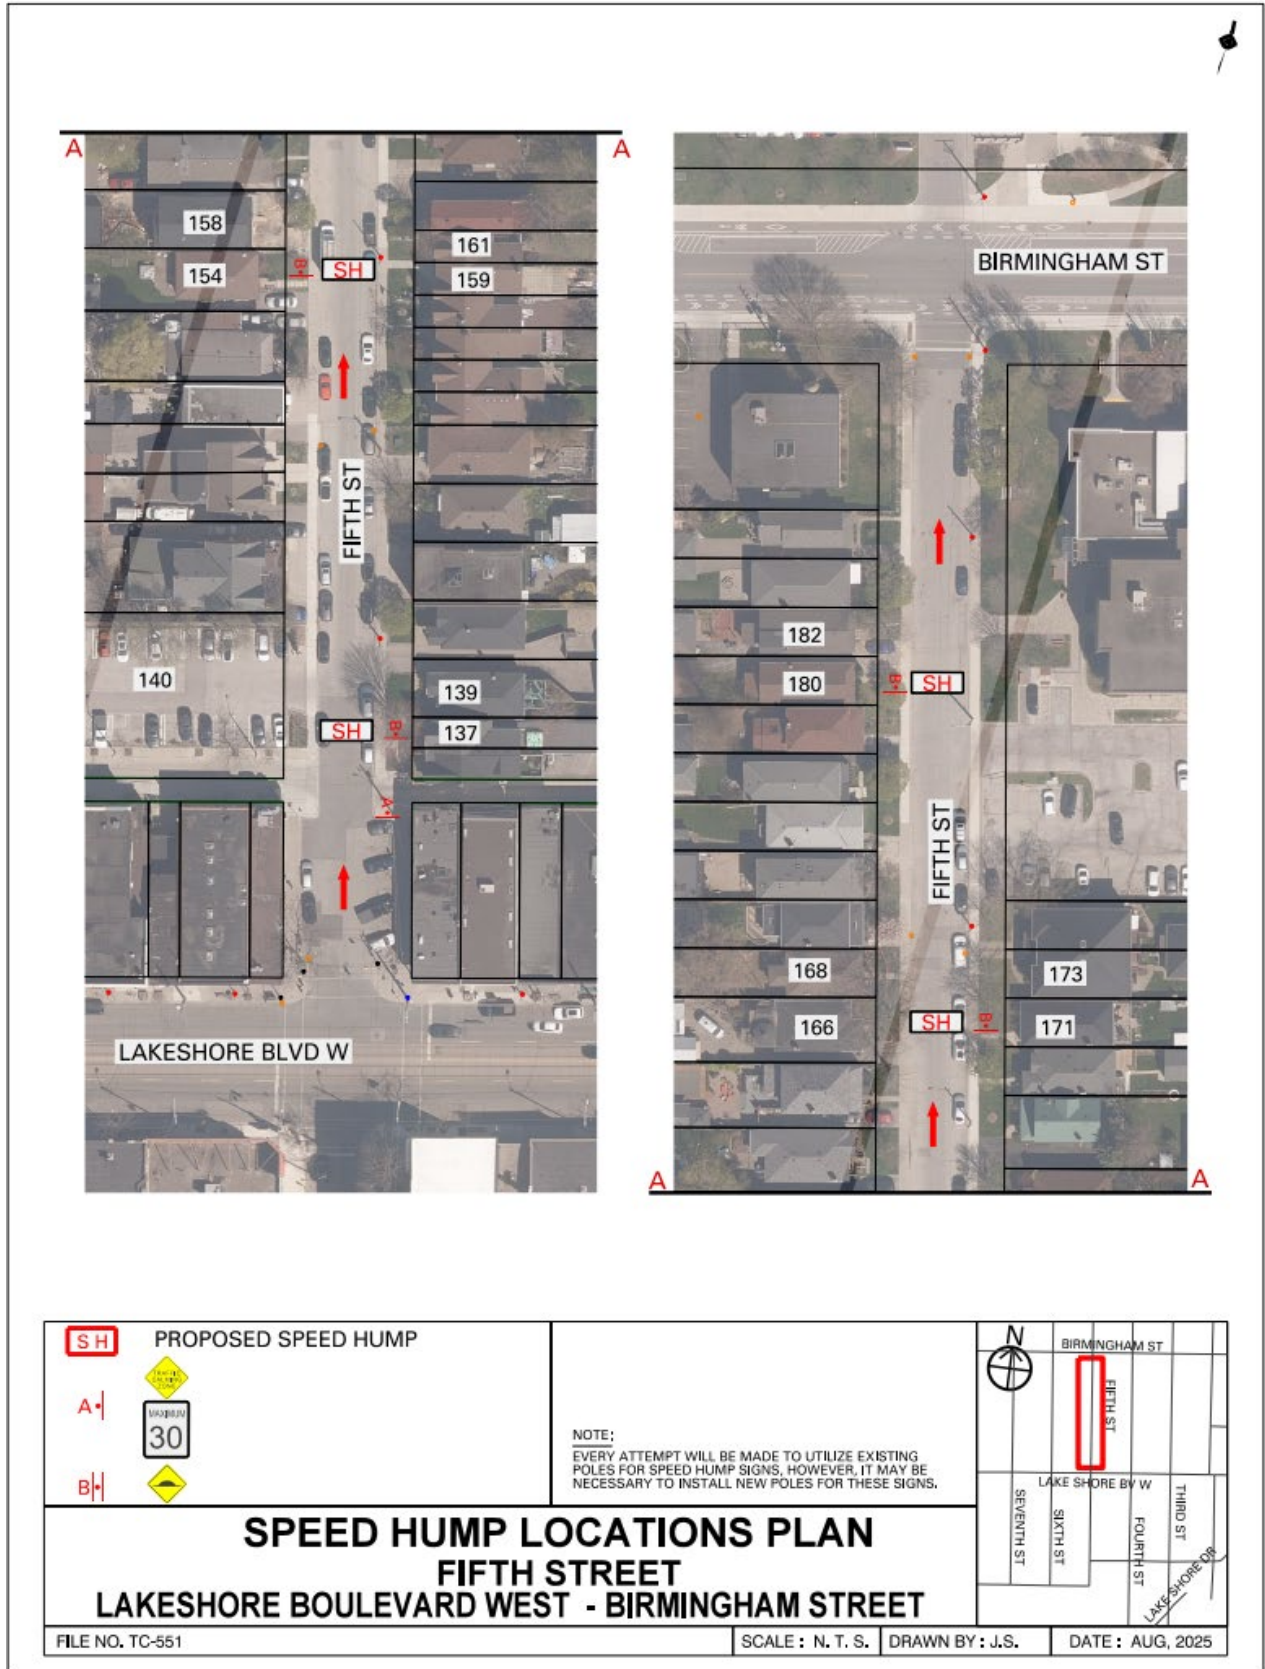 A
A
158
154
B
SH
161
159
FIFTH ST
140
139
137
SH
B
A
LAKESHORE BLVD W
BIRMINGHAM ST
182
180
B
SH
FIFTH ST
168
166
173
171
SH
B
A
A
SH PROPOSED SPEED HUMP
TRAFFIC
CALMING
ZONE
A
MAXIMUM
30
B
NOTE:
EVERY ATTEMPT WILL BE MADE TO UTILIZE EXISTING
POLES FOR SPEED HUMP SIGNS, HOWEVER, IT MAY BE
NECESSARY TO INSTALL NEW POLES FOR THESE SIGNS.
N
BIRMINGHAM ST
FIFTH ST
LAKE SHORE BV W
SEVENTH ST
SIXTH ST
FOURTH ST
THIRD ST
LAKE SHORE DR
SPEED HUMP LOCATIONS PLAN
FIFTH STREET
LAKESHORE BOULEVARD WEST - BIRMINGHAM STREET
FILE NO. TC-551
SCALE : N. T. S.
DRAWN BY : J.S.
DATE : AUG, 2025